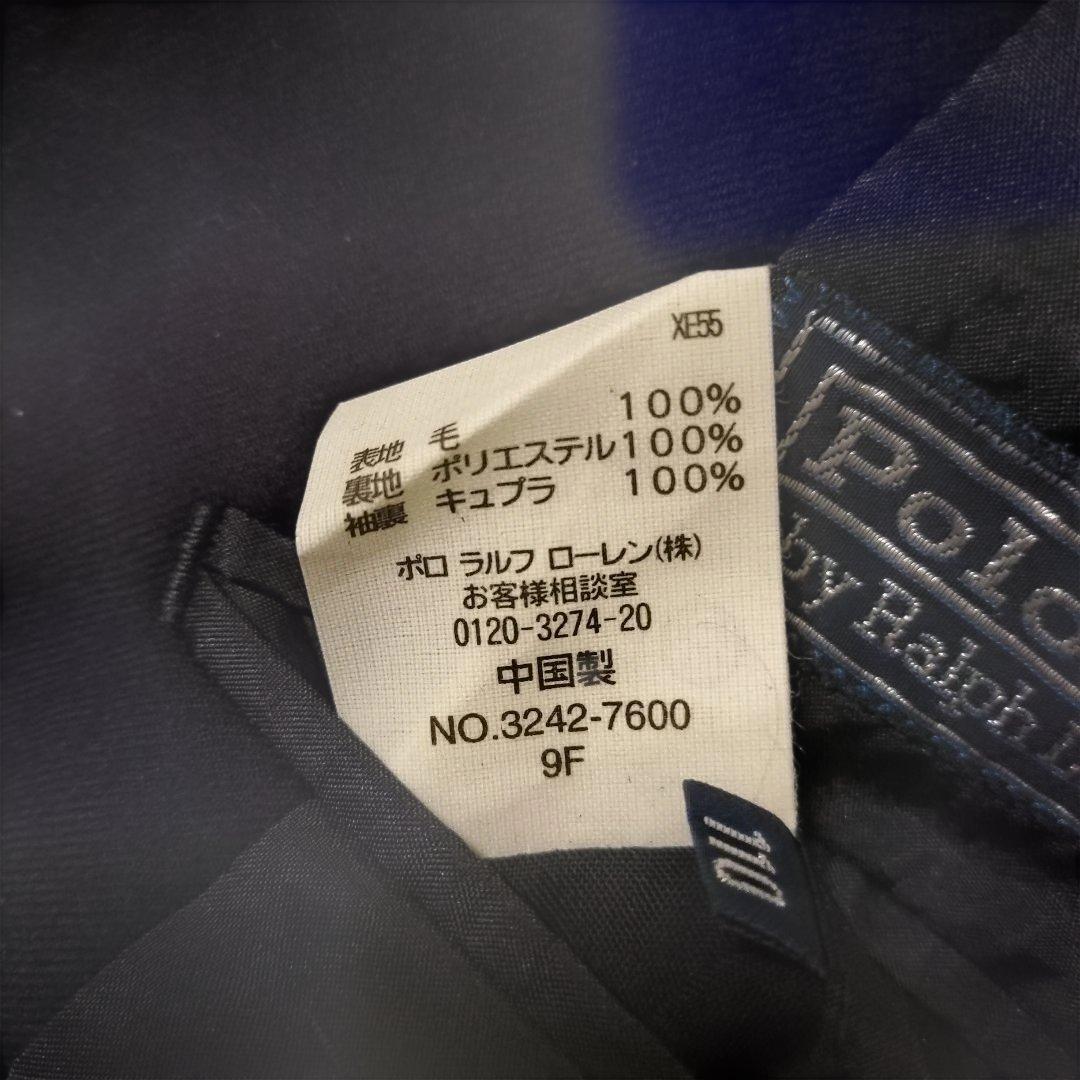 XE55
表地 毛 100%
裏地 ポリエステル 100%
袖裏 キュプラ 100%
ポロ ラルフ ローレン(株)
お客様相談室
0120-3274-20
中国製
NO.3242-7600
9F
Polo
by Ralph